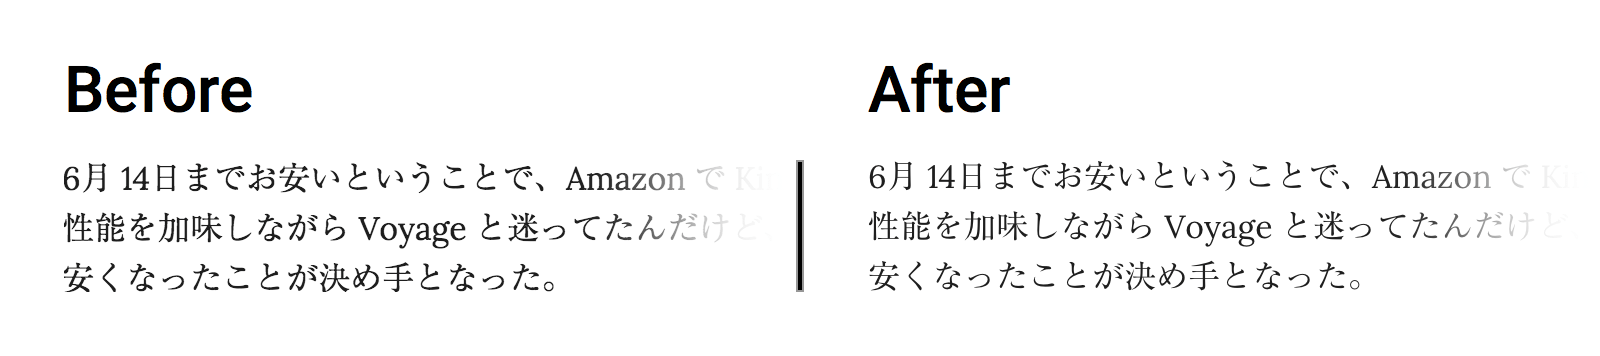 Before
6月 14日までお安いということで、Amazon で
性能を加味しながら Voyage と迷ってたんだけど
安くなったことが決め手となった。
After
6月 14日までお安いということで、Amazon で
性能を加味しながら Voyage と迷ってたんだけど
安くなったことが決め手となった。